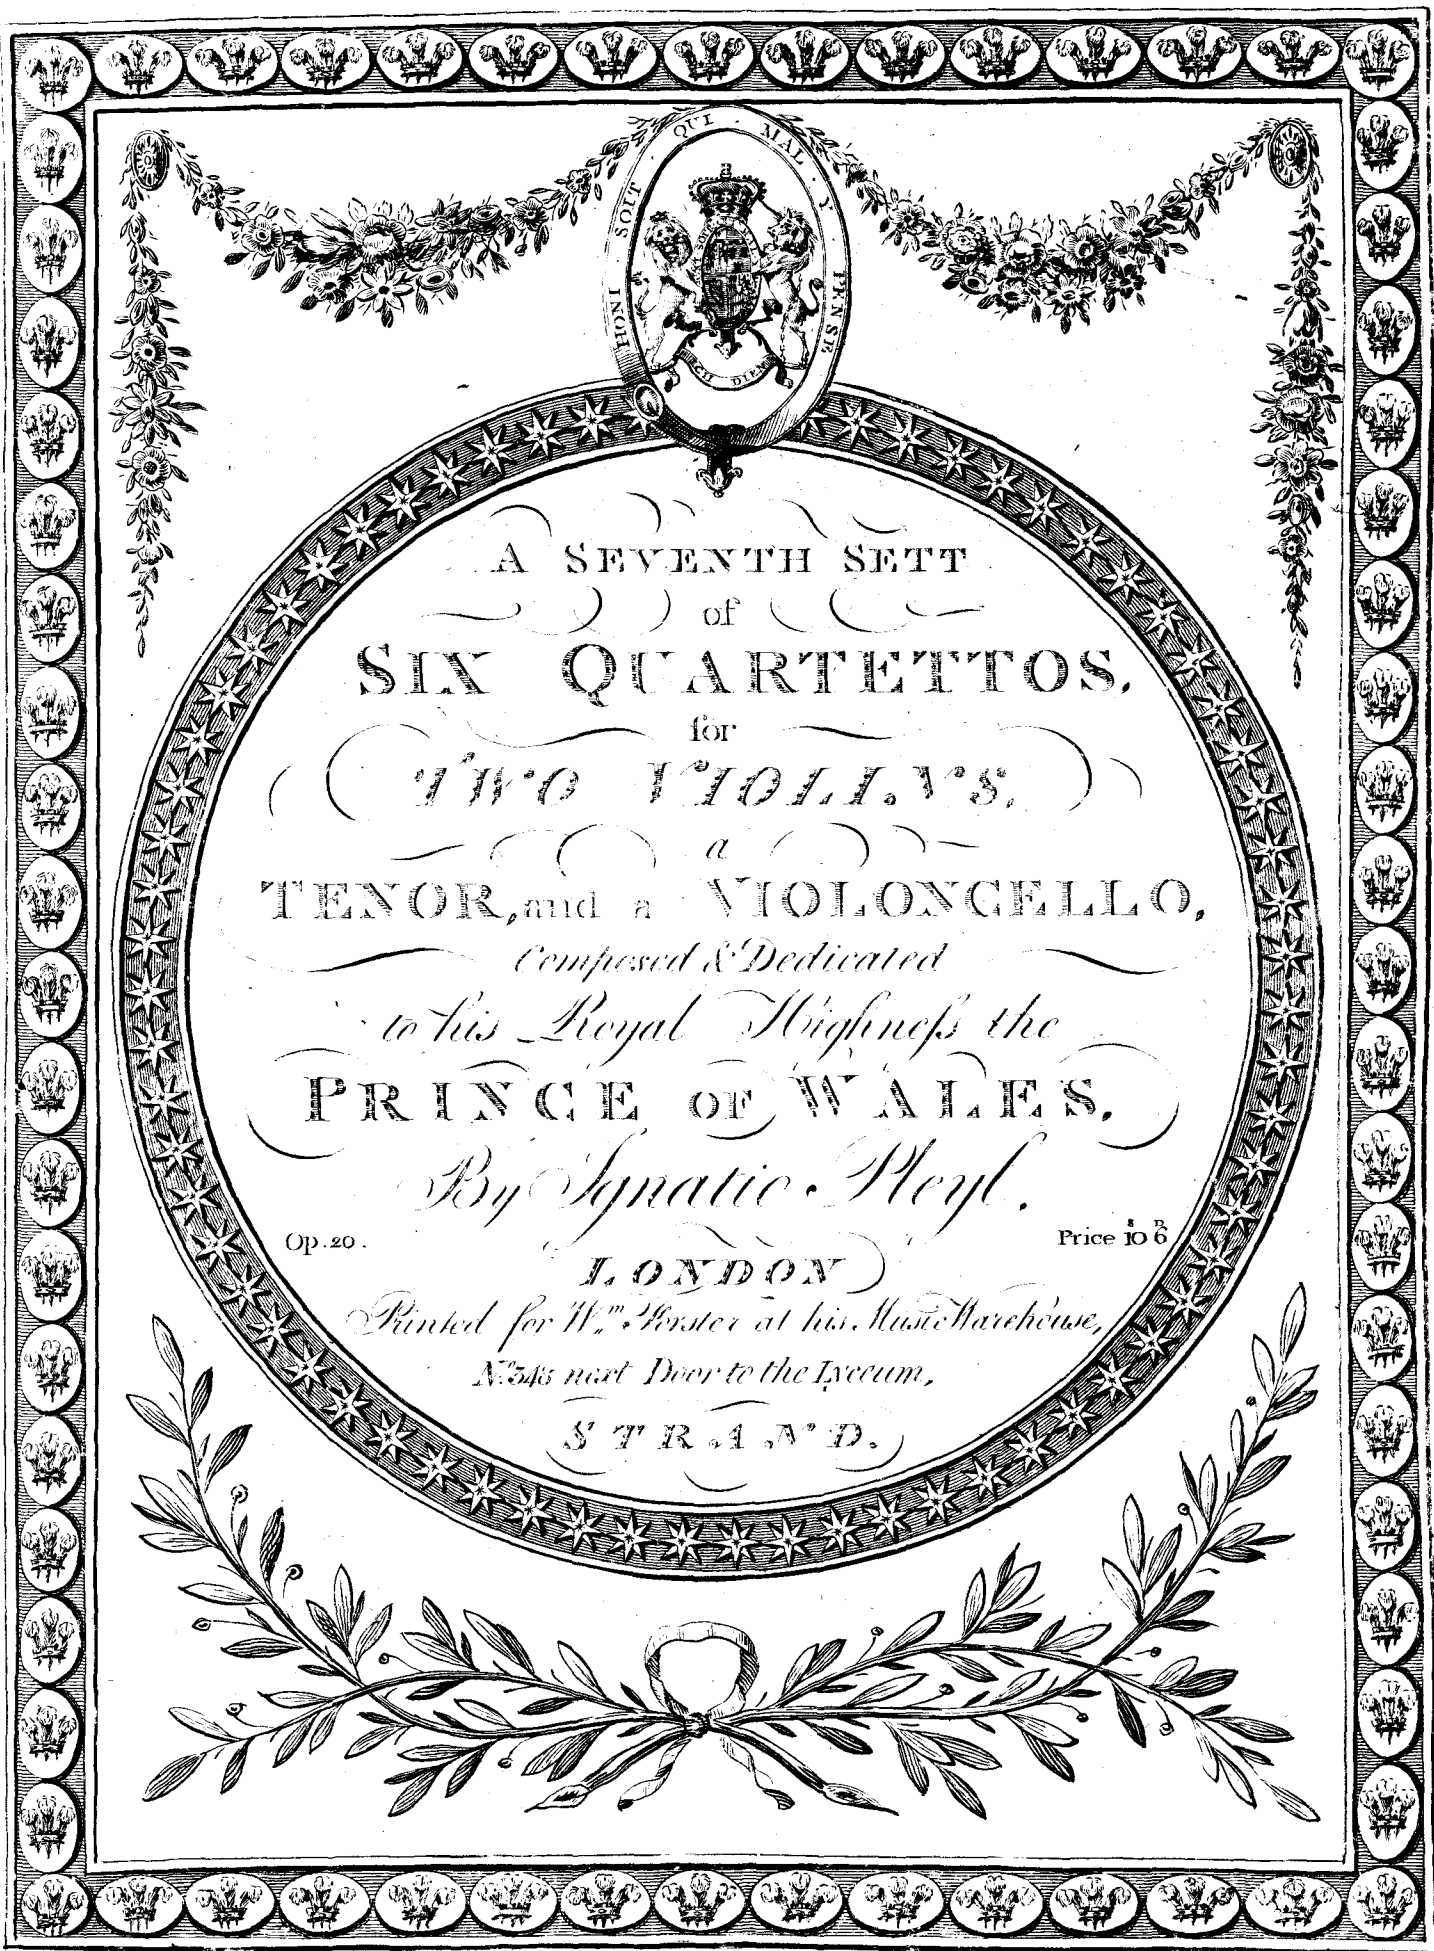 HONI · SOIT · QUI · MAL · Y · PENSE
ICH DIEN
A SEVENTH SETT
of
SIX QUARTETTOS,
for
TWO VIOLINS,
a
TENOR, and a VIOLONCELLO,
Composed & Dedicated
to his Royal Highneſs the
PRINCE OF WALES,
By Ignatio Pleyl.
Op. 20. Price 10ˢ 6ᴰ
LONDON
Printed for Wm. Forster at his Music Warehouse,
No. 348 next Door to the Lyceum,
STRAND.